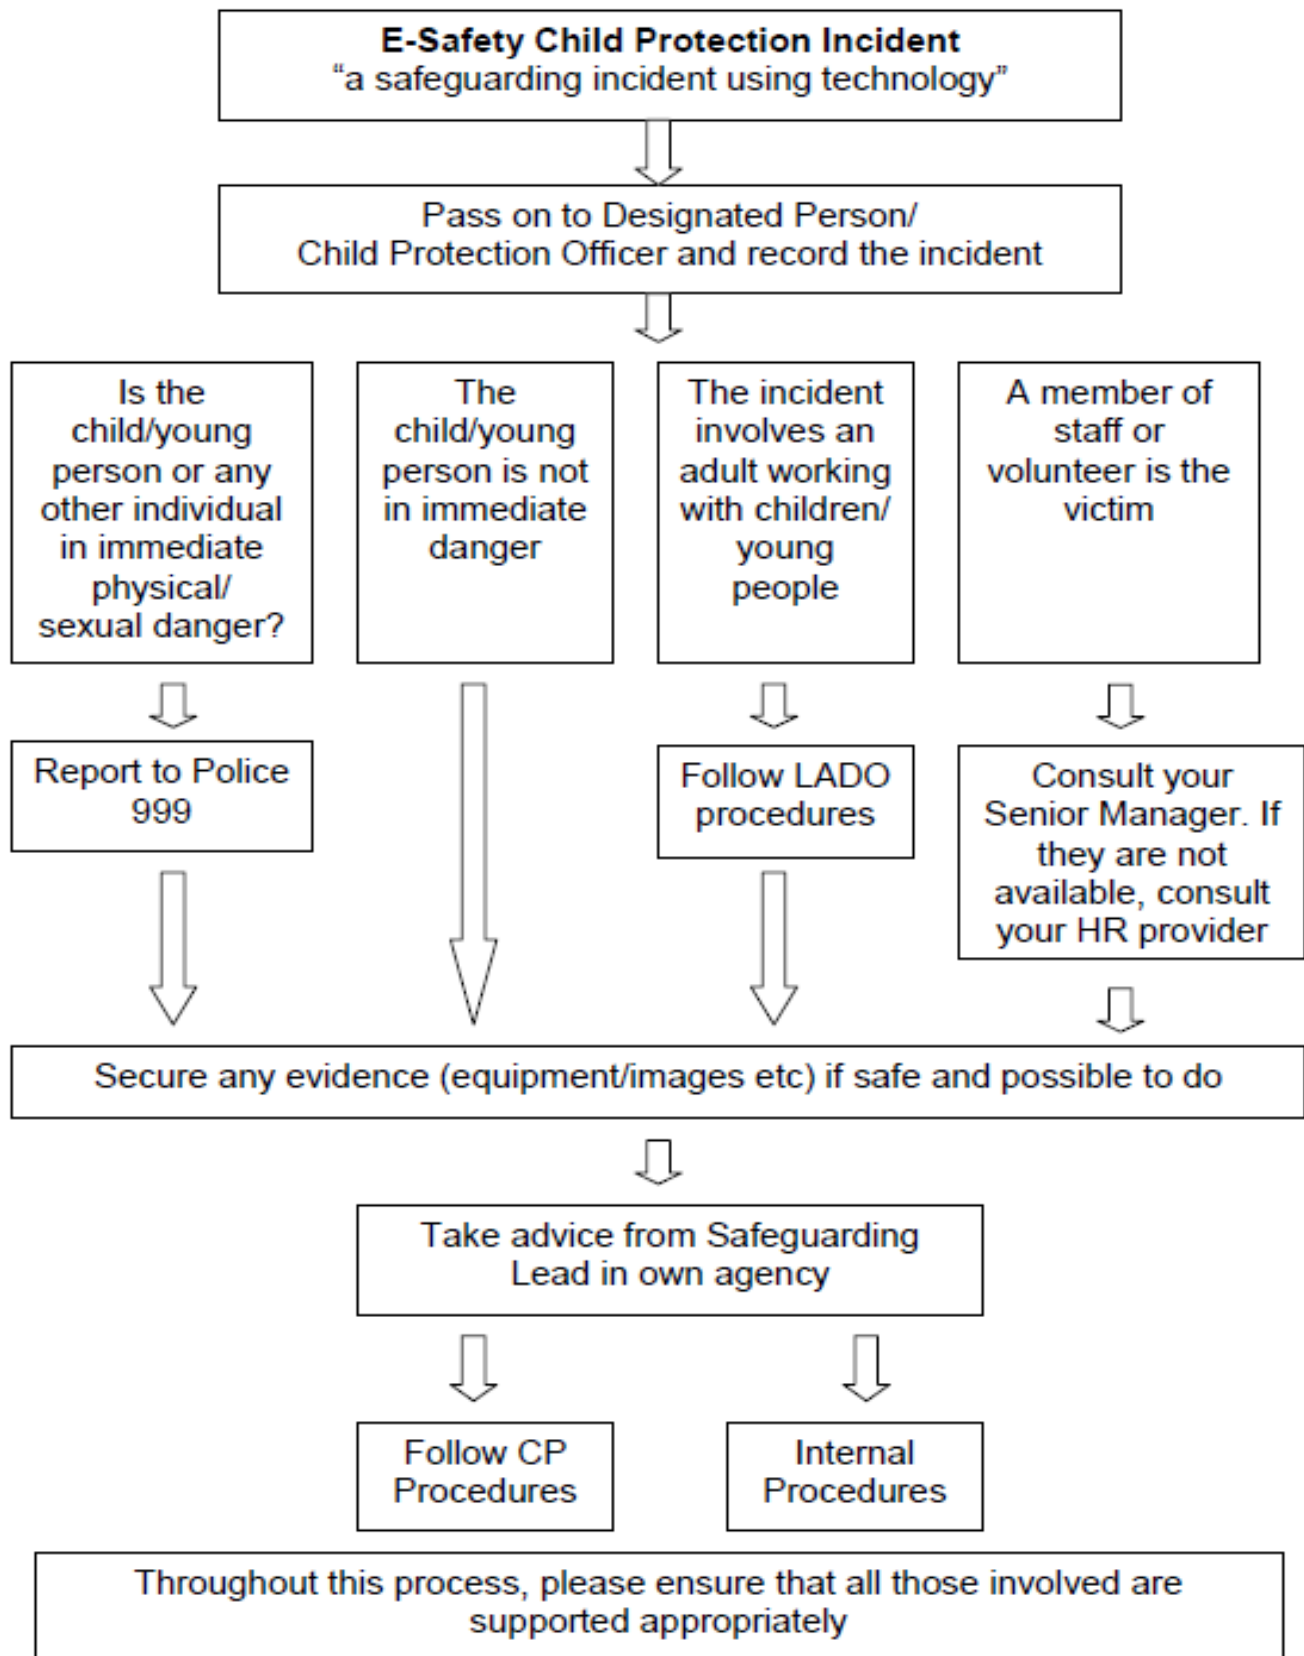 E-Safety Child Protection Incident
“a safeguarding incident using technology”
Pass on to Designated Person/
Child Protection Officer and record the incident
Is the
child/young
person or any
other individual
in immediate
physical/
sexual danger?
The
child/young
person is not
in immediate
danger
The incident
involves an
adult working
with children/
young
people
A member of
staff or
volunteer is the
victim
Report to Police
999
Follow LADO
procedures
Consult your
Senior Manager. If
they are not
available, consult
your HR provider
Secure any evidence (equipment/images etc) if safe and possible to do
Take advice from Safeguarding
Lead in own agency
Follow CP
Procedures
Internal
Procedures
Throughout this process, please ensure that all those involved are
supported appropriately